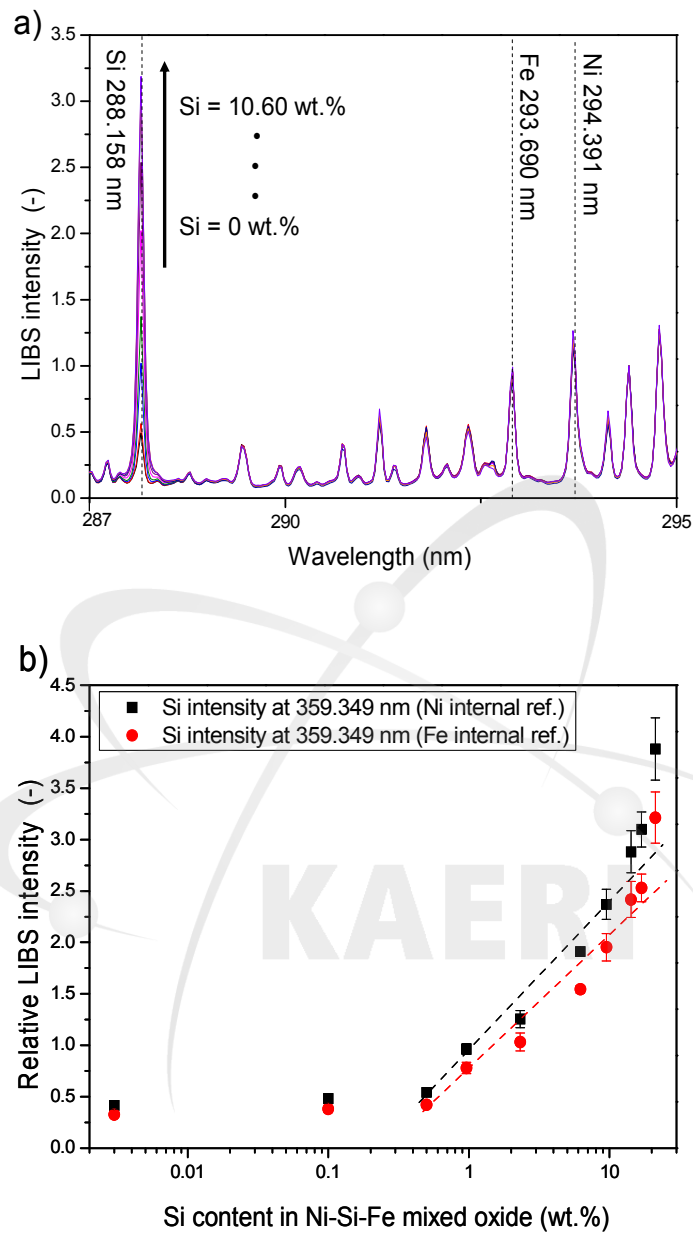 a)
3.5
3.0
2.5
2.0
1.5
1.0
0.5
0.0
LIBS intensity (-)
Si 288.158 nm
Si = 10.60 wt.%
Si = 0 wt.%
Fe 293.690 nm
Ni 294.391 nm
287
290
295
Wavelength (nm)
b)
4.5
4.0
3.5
3.0
2.5
2.0
1.5
1.0
0.5
0.0
Relative LIBS intensity (-)
Si intensity at 359.349 nm (Ni internal ref.)
Si intensity at 359.349 nm (Fe internal ref.)
KAERI
0.01
0.1
1
10
Si content in Ni-Si-Fe mixed oxide (wt.%)